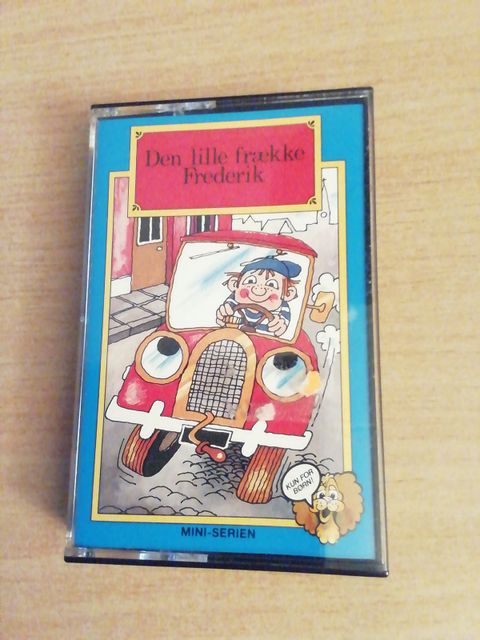 Den lille frække
Frederik
KUN FOR
BØRN!
MINI-SERIEN